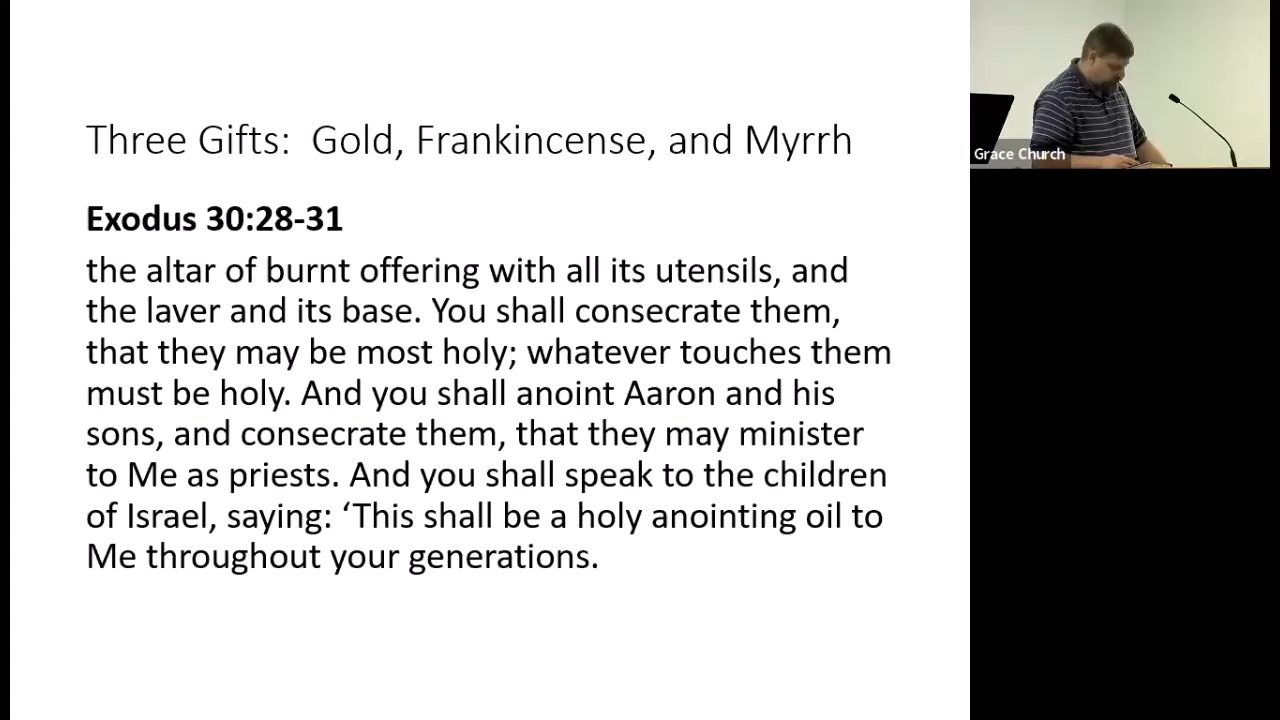 Three Gifts:  Gold, Frankincense, and Myrrh
Exodus 30:28-31
the altar of burnt offering with all its utensils, and
the laver and its base. You shall consecrate them,
that they may be most holy; whatever touches them
must be holy. And you shall anoint Aaron and his
sons, and consecrate them, that they may minister
to Me as priests. And you shall speak to the children
of Israel, saying: ‘This shall be a holy anointing oil to
Me throughout your generations.
Grace Church